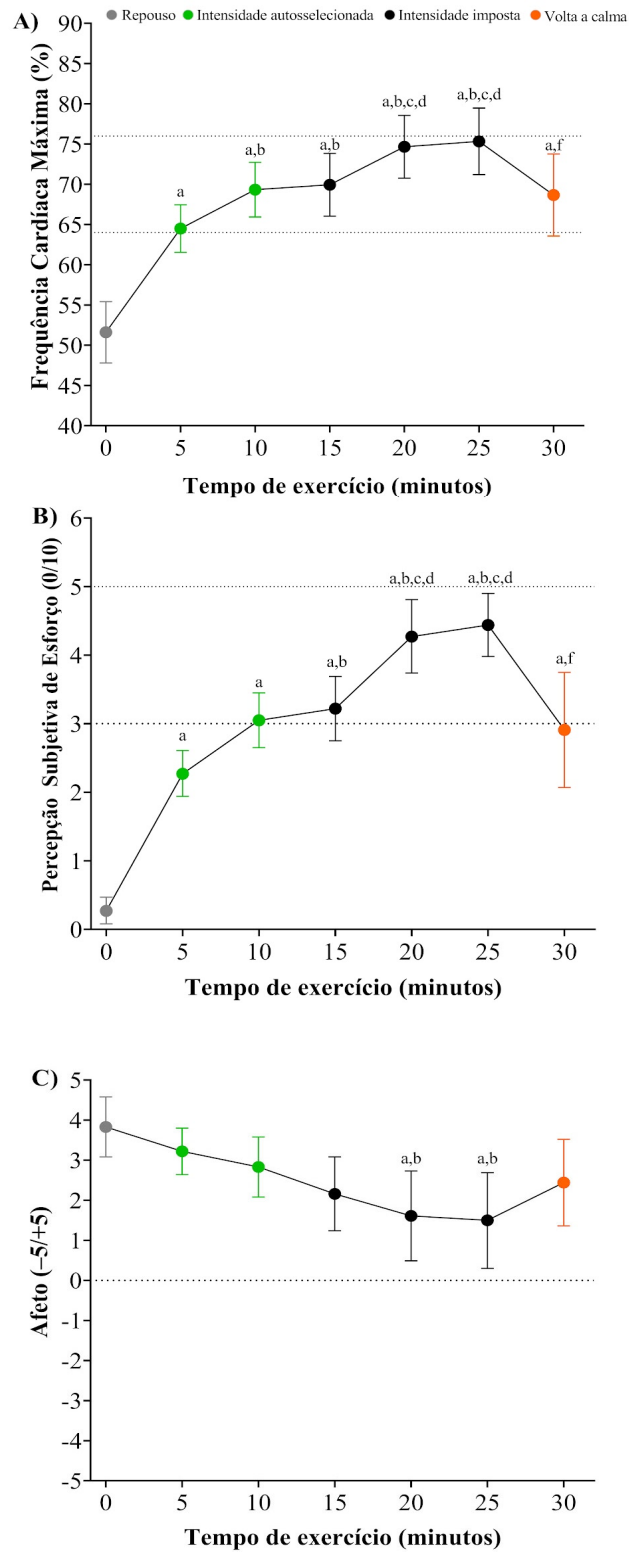 A) Repouso Intensidade autosselecionada Intensidade imposta Volta a calma
Frequência Cardíaca Máxima (%)
90
85
80
75
70
65
60
55
50
45
40
a
a,b
a,b
a,b,c,d
a,b,c,d
a,f
0 5 10 15 20 25 30
Tempo de exercício (minutos)
B)
Percepção Subjetiva de Esforço (0/10)
6
5
4
3
2
1
0
a
a
a,b
a,b,c,d
a,b,c,d
a,f
0 5 10 15 20 25 30
Tempo de exercício (minutos)
C)
Afeto (–5/+5)
5
4
3
2
1
0
-1
-2
-3
-4
-5
a,b
a,b
0 5 10 15 20 25 30
Tempo de exercício (minutos)